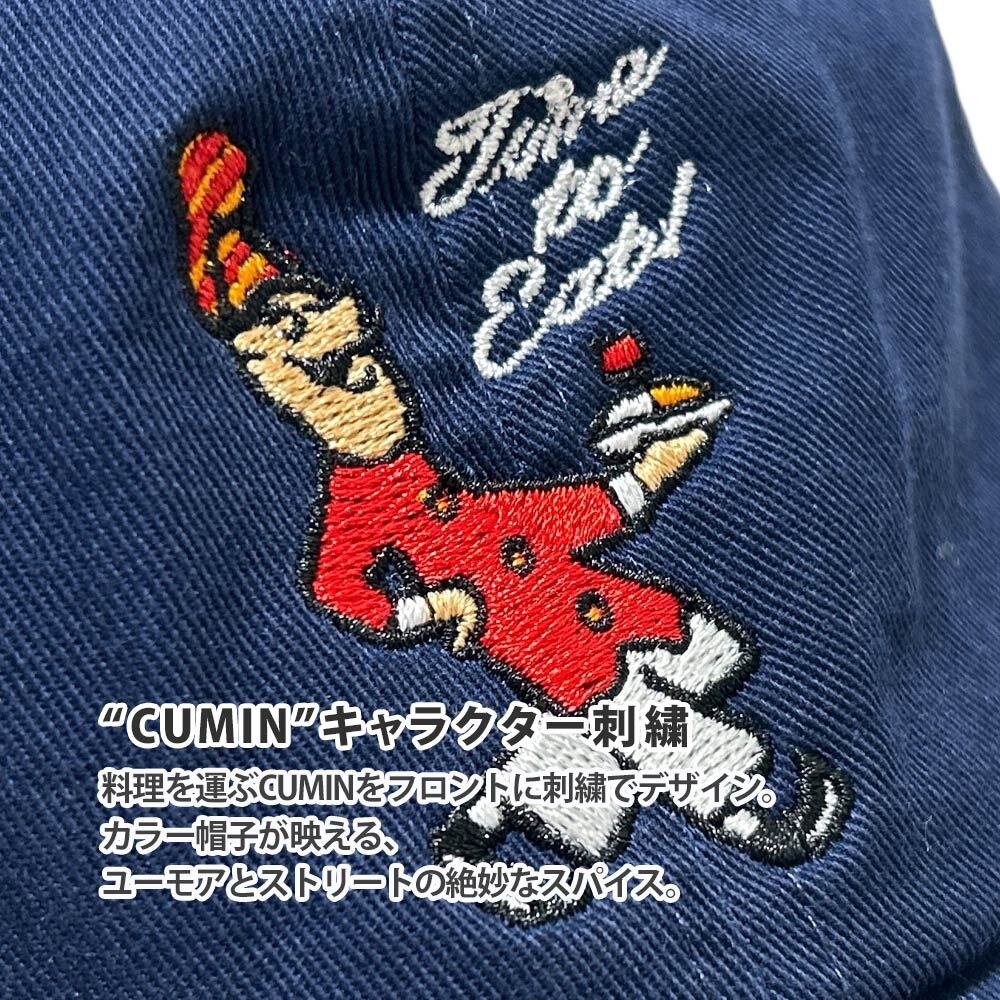 Time
to
Eats!
“CUMIN”キャラクター刺繍
料理を運ぶCUMINをフロントに刺繍でデザイン。
カラー帽子が映える、
ユーモアとストリートの絶妙なスパイス。